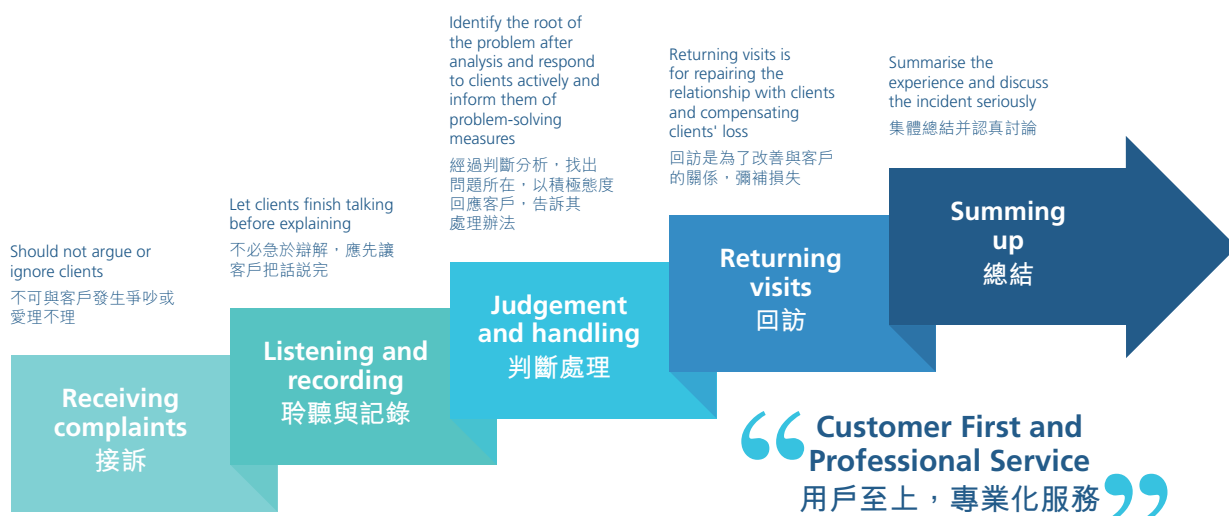 Should not argue or
ignore clients
不可與客戶發生爭吵或
愛理不理
Receiving
complaints
接訴
Let clients finish talking
before explaining
不必急於辯解，應先讓
客戶把話説完
Listening and
recording
聆聽與記錄
Identify the root of
the problem after
analysis and respond
to clients actively and
inform them of
problem-solving
measures
經過判斷分析，找出
問題所在，以積極態度
回應客戶，告訴其
處理辦法
Judgement
and handling
判斷處理
Returning visits is
for repairing the
relationship with clients
and compensating
clients' loss
回訪是為了改善與客戶
的關係，彌補損失
Returning
visits
回訪
Summarise the
experience and discuss
the incident seriously
集體總結并認真討論
Summing
up
總結
“Customer First and
Professional Service
用戶至上，專業化服務”